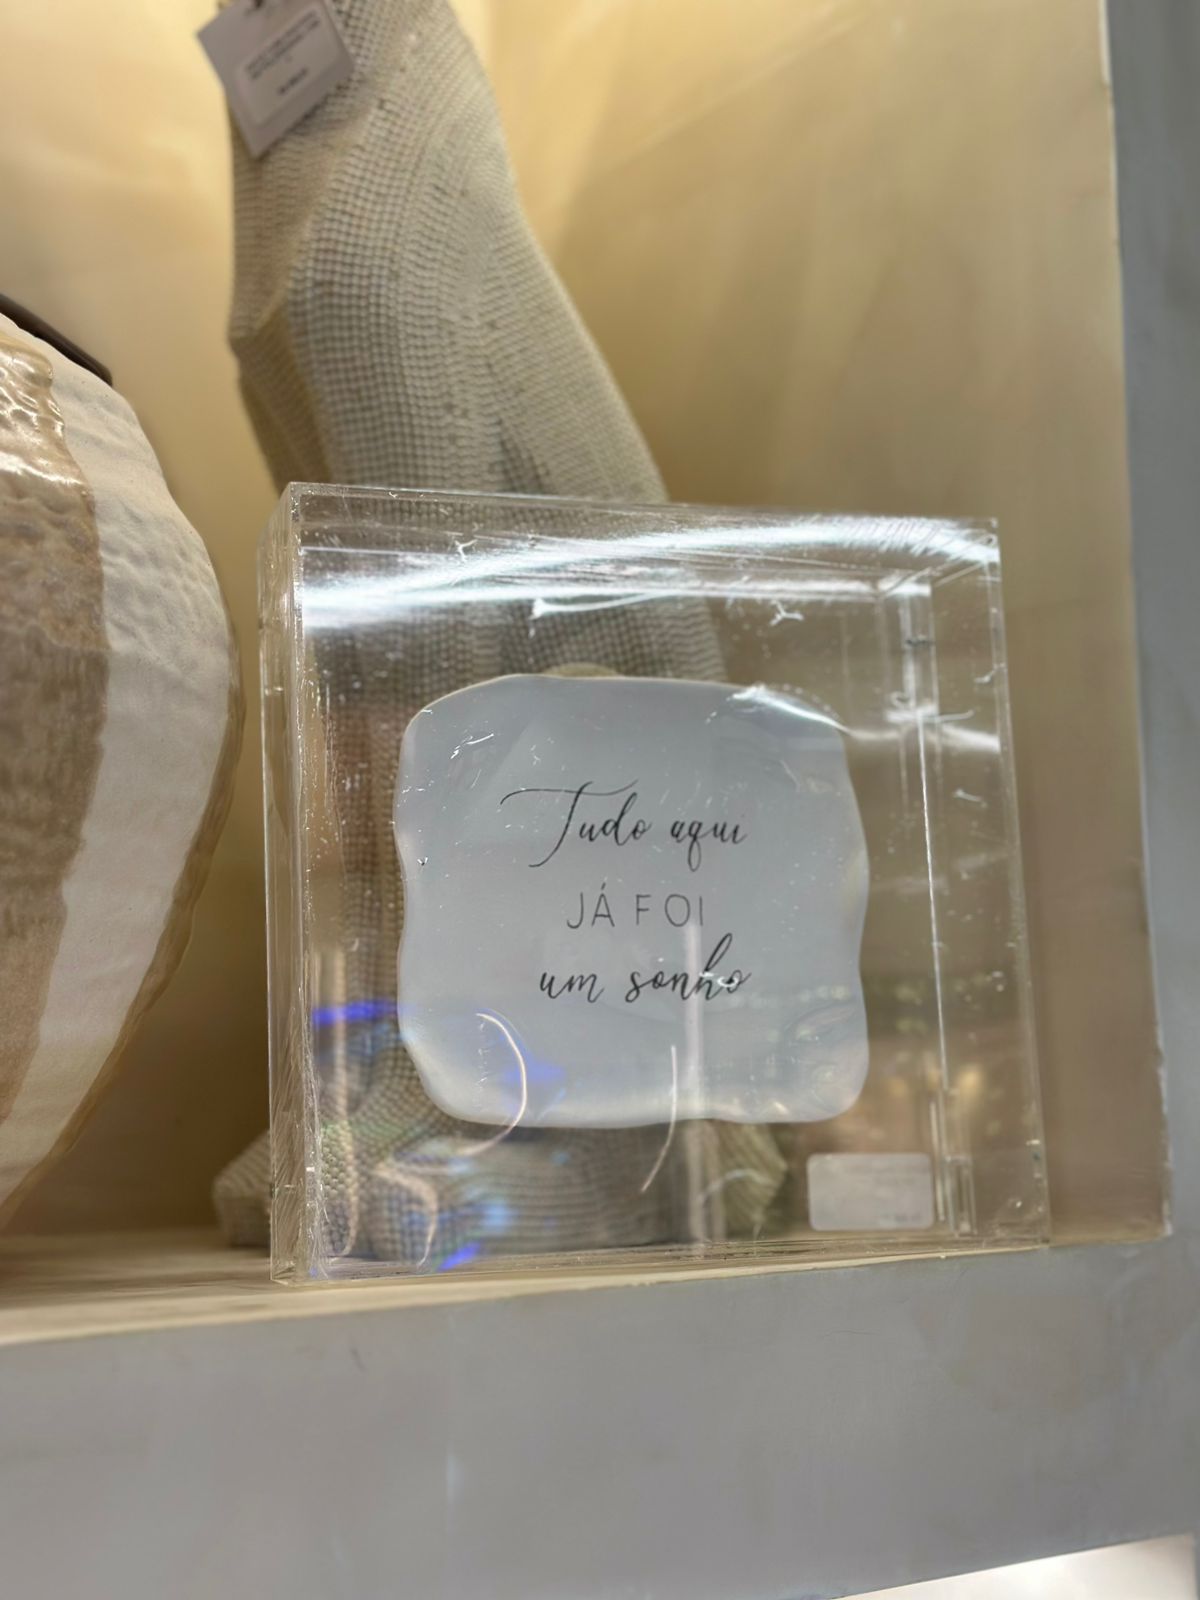 Tudo aqui
JÁ FOI
um sonho